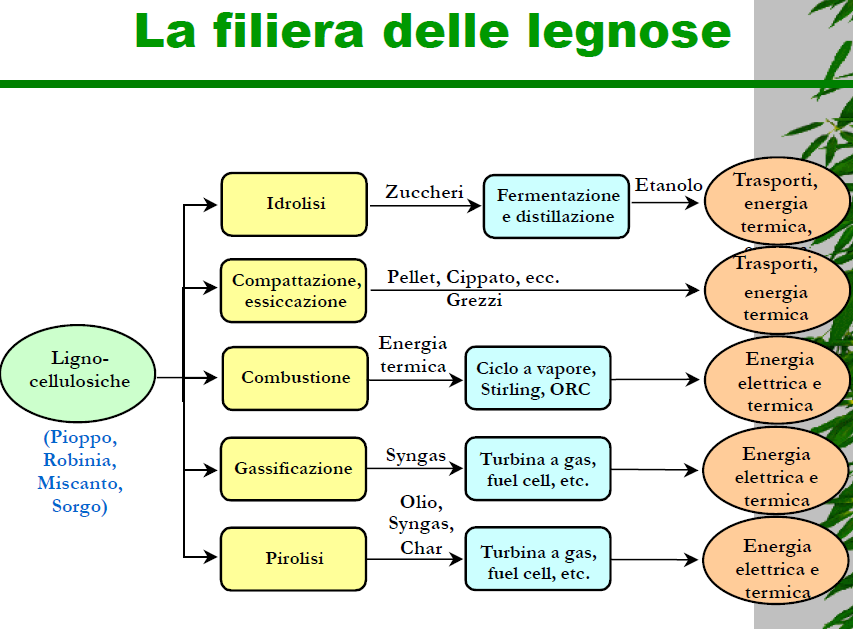 La filiera delle legnose
Idrolisi
Zuccheri
Fermentazione
e distillazione
Etanolo
Trasporti,
energia
termica,
Compattazione,
essiccazione
Pellet, Cippato, ecc.
Grezzi
Trasporti,
energia
termica
Ligno-
cellulosiche
(Pioppo,
Robinia,
Miscanto,
Sorgo)
Combustione
Energia
termica
Ciclo a vapore,
Stirling, ORC
Energia
elettrica e
termica
Gassificazione
Syngas
Turbina a gas,
fuel cell, etc.
Energia
elettrica e
termica
Pirolisi
Olio,
Syngas,
Char
Turbina a gas,
fuel cell, etc.
Energia
elettrica e
termica